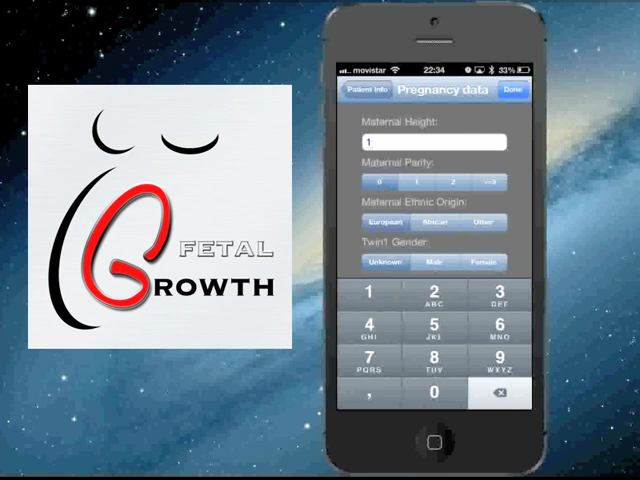 FETAL
GROWTH
movistar 22:34 33%
Patient Info Pregnancy data Done
Maternal Height:
1
Maternal Parity:
0 1 2 >=3
Maternal Ethnic Origin:
European African Other
Twin1 Gender:
Unknown Male Female
1 2 3
ABC DEF
4 5 6
GHI JKL MNO
7 8 9
PQRS TUV WXYZ
, 0